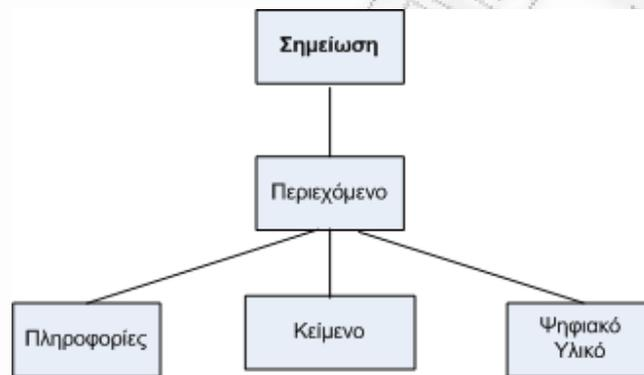 Σημείωση
Περιεχόμενο
Πληροφορίες
Κείμενο
Ψηφιακό
Υλικό